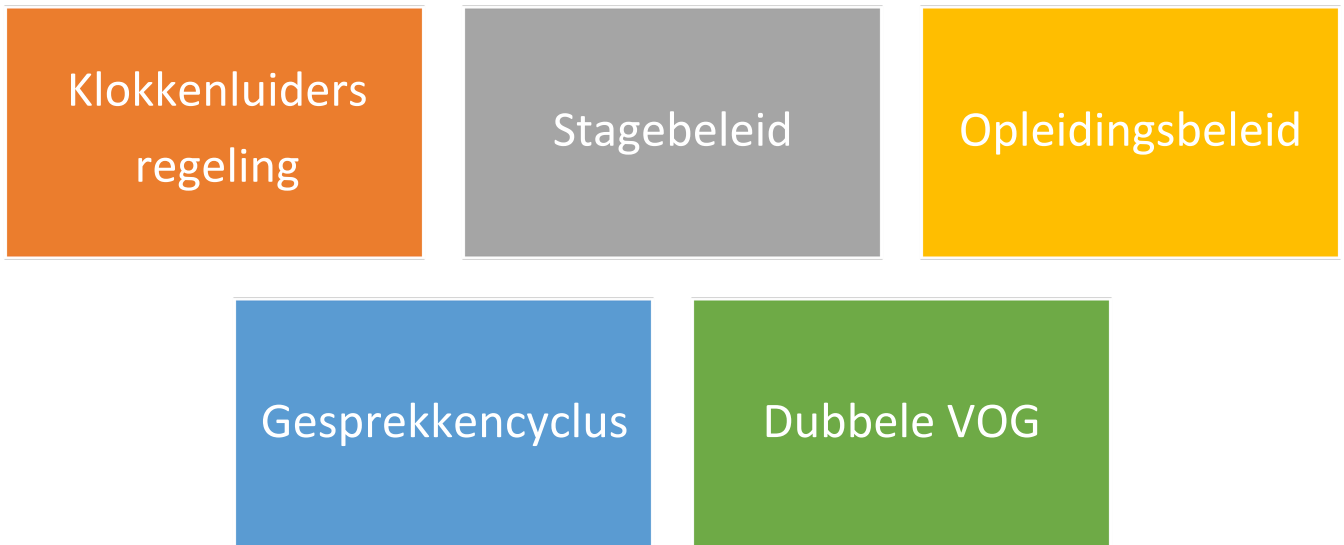 Klokkenluiders
regeling
Stagebeleid
Opleidingsbeleid
Gesprekkencyclus
Dubbele VOG